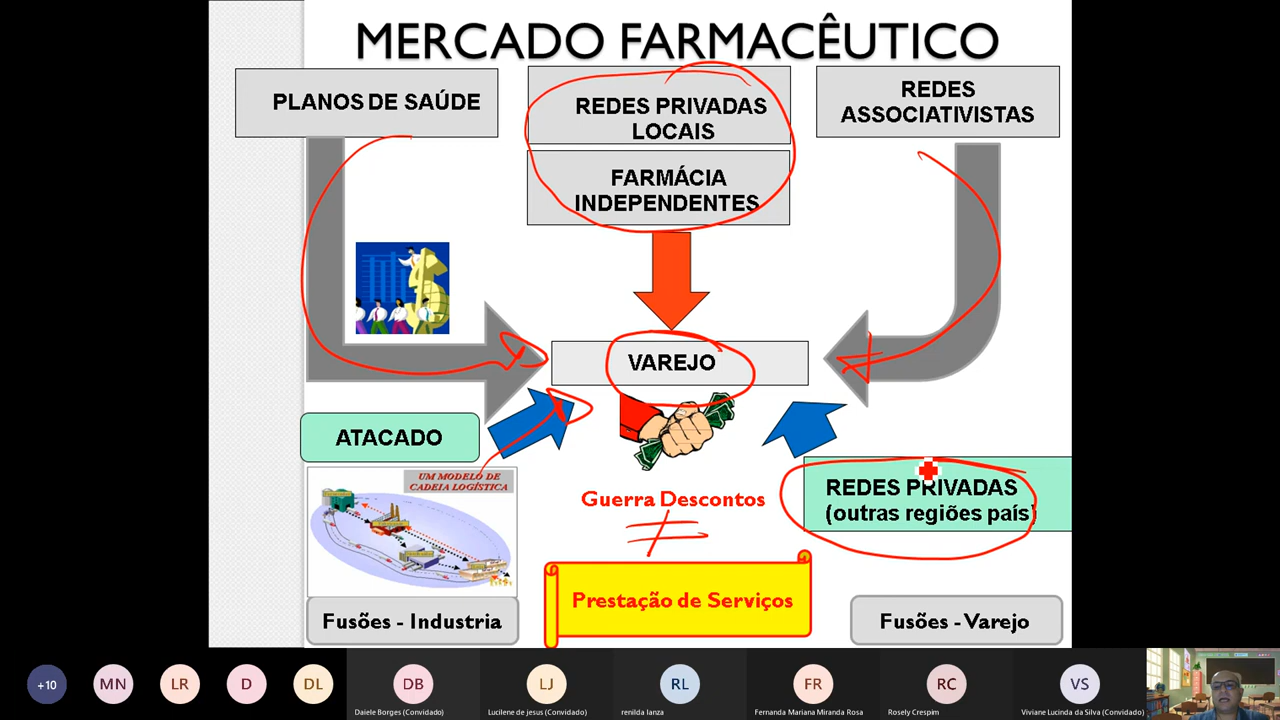 MERCADO FARMACÊUTICO
PLANOS DE SAÚDE
REDES PRIVADAS
LOCAIS
REDES
ASSOCIATIVISTAS
FARMÁCIA
INDEPENDENTES
VAREJO
ATACADO
UM MODELO DE
CADEIA LOGÍSTICA
Guerra Descontos
REDES PRIVADAS
(outras regiões país)
Prestação de Serviços
Fusões - Industria
Fusões - Varejo
+10
MN
LR
D
DL
DB
LJ
RL
FR
RC
VS
Daiele Borges (Convidado)
Lucilene de jesus (Convidado)
renilda lanza
Fernanda Mariana Miranda Rosa
Rosely Crespim
Viviane Lucinda da Silva (Convidado)